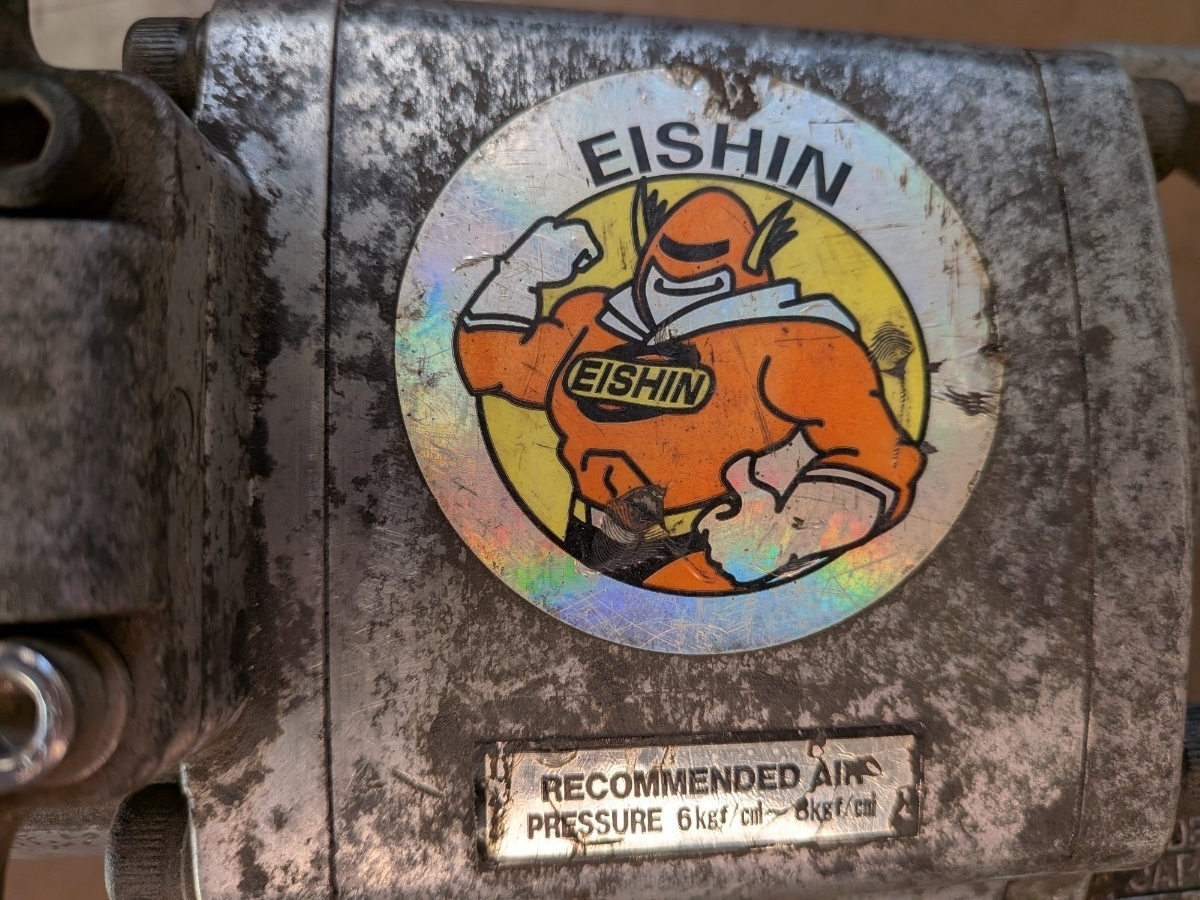 EISHIN
EISHIN
RECOMMENDED AIR
PRESSURE 6kgf/c㎡~8kgf/c㎡